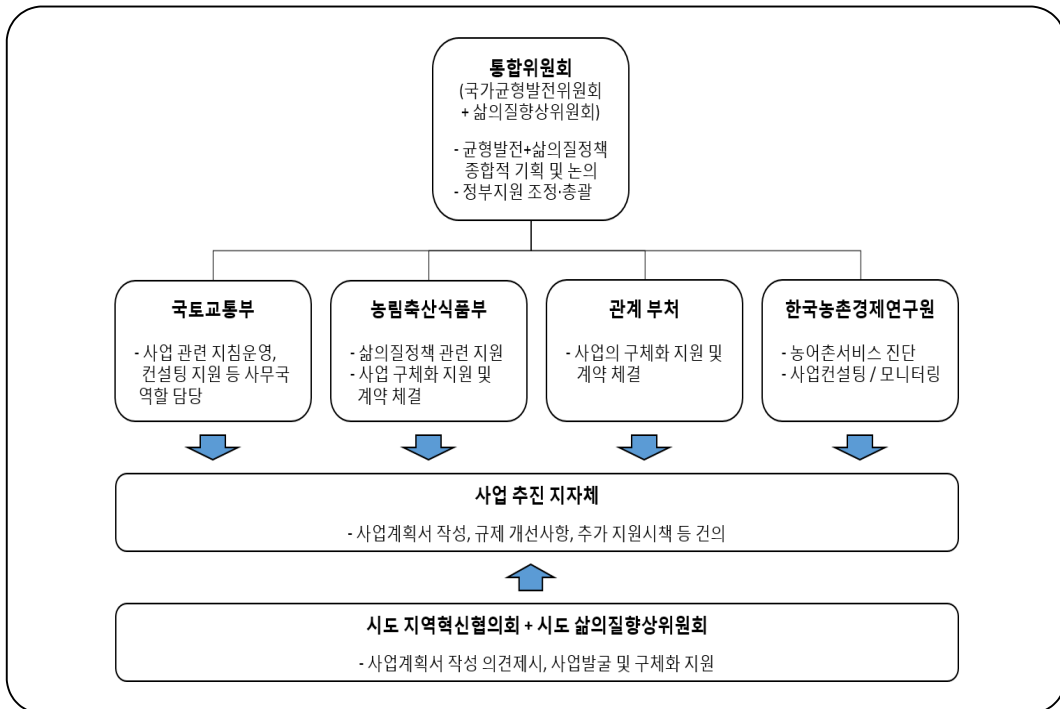 통합위원회
(국가균형발전위원회
+ 삶의질향상위원회)
- 균형발전+삶의질정책
종합적 기획 및 논의
- 정부지원 조정·총괄
국토교통부
- 사업 관련 지침운영,
컨설팅 지원 등 사무국
역할 담당
농림축산식품부
- 삶의질정책 관련 지원
- 사업 구체화 지원 및
계약 체결
관계 부처
- 사업의 구체화 지원 및
계약 체결
한국농촌경제연구원
- 농어촌서비스 진단
- 사업컨설팅 / 모니터링
사업 추진 지자체
- 사업계획서 작성, 규제 개선사항, 추가 지원시책 등 건의
시도 지역혁신협의회 + 시도 삶의질향상위원회
- 사업계획서 작성 의견제시, 사업발굴 및 구체화 지원